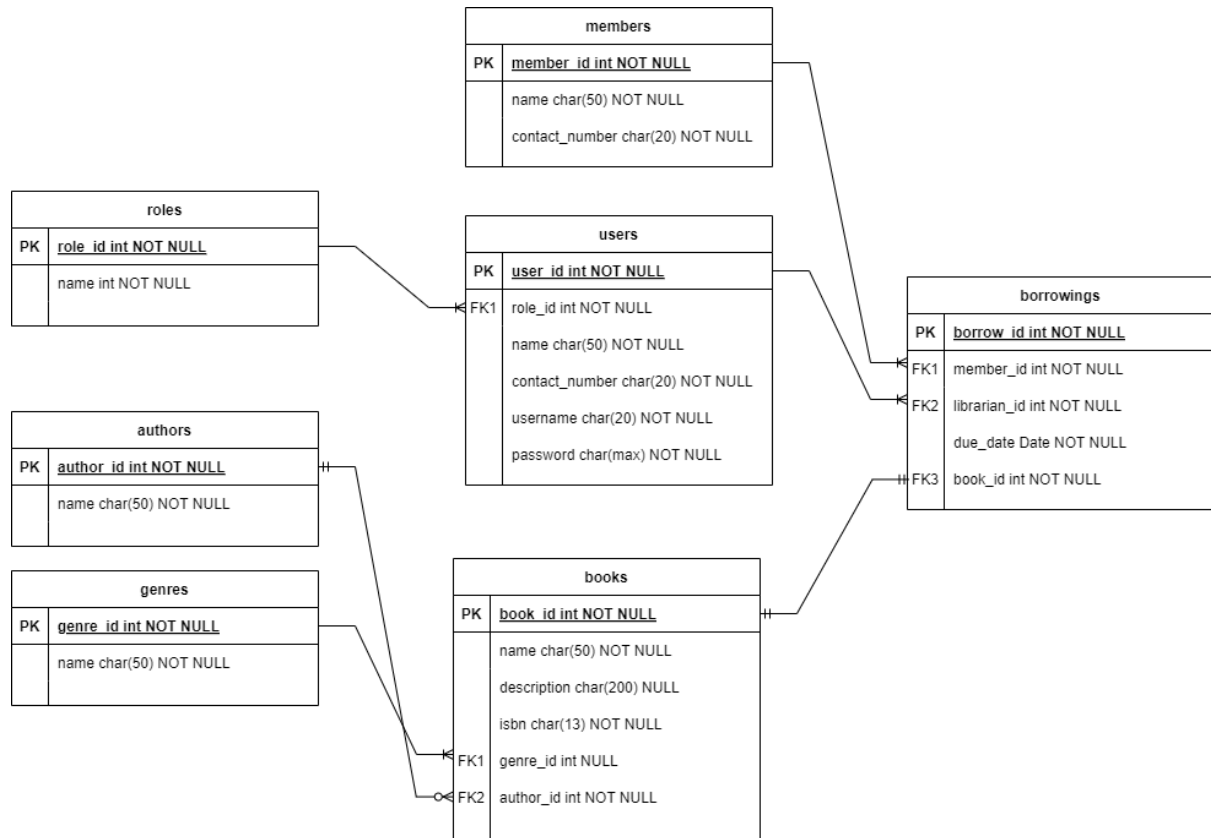 members
PK member_id int NOT NULL
name char(50) NOT NULL
contact_number char(20) NOT NULL
roles
PK role_id int NOT NULL
name int NOT NULL
users
PK user_id int NOT NULL
FK1 role_id int NOT NULL
name char(50) NOT NULL
contact_number char(20) NOT NULL
username char(20) NOT NULL
password char(max) NOT NULL
borrowings
PK borrow_id int NOT NULL
FK1 member_id int NOT NULL
FK2 librarian_id int NOT NULL
due_date Date NOT NULL
FK3 book_id int NOT NULL
authors
PK author_id int NOT NULL
name char(50) NOT NULL
genres
PK genre_id int NOT NULL
name char(50) NOT NULL
books
PK book_id int NOT NULL
name char(50) NOT NULL
description char(200) NULL
isbn char(13) NOT NULL
FK1 genre_id int NULL
FK2 author_id int NOT NULL